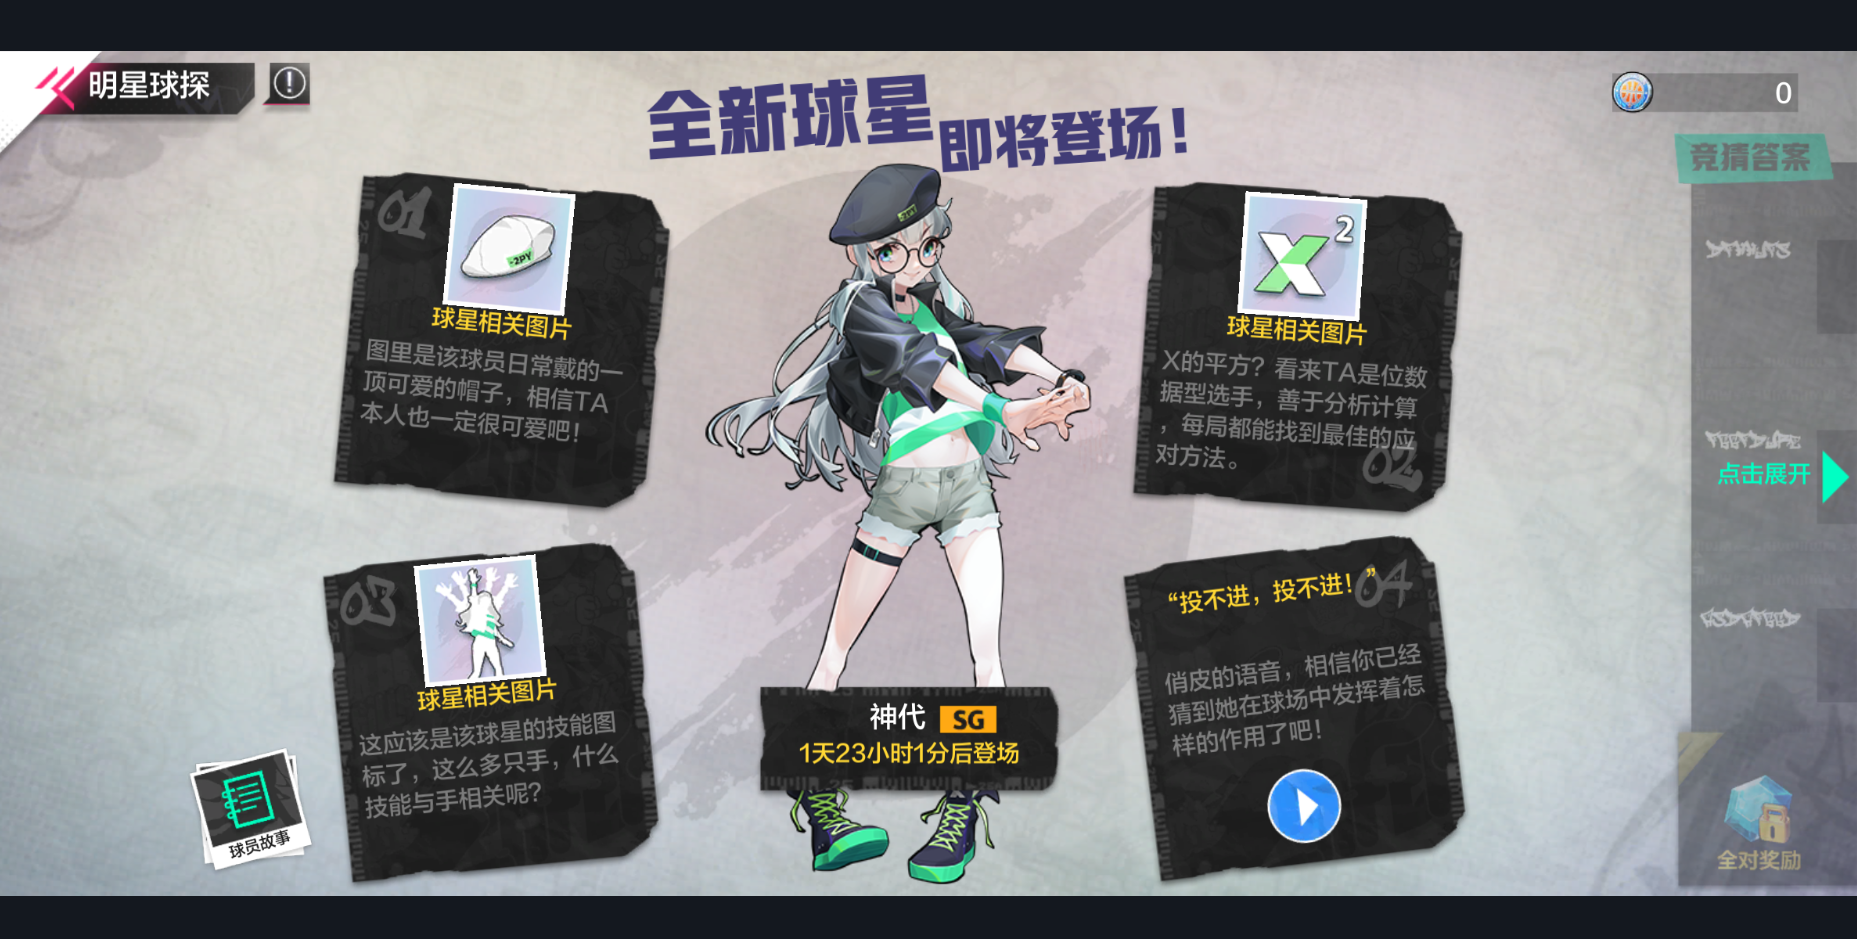 明星球探
全新球星
即将登场！
0
竞猜答案
01
-2PY
球星相关图片
图里是该球员日常戴的一
顶可爱的帽子，相信TA
本人也一定很可爱吧！
-2PY
X2
球星相关图片
X的平方？看来TA是位数
据型选手，善于分析计算
，每局都能找到最佳的应
对方法。
02
点击展开
03
球星相关图片
这应该是该球星的技能图
标了，这么多只手，什么
技能与手相关呢？
04
“投不进，投不进！”
俏皮的语音，相信你已经
猜到她在球场中发挥着怎
样的作用了吧！
神代 SG
1天23小时1分后登场
球员故事
全对奖励